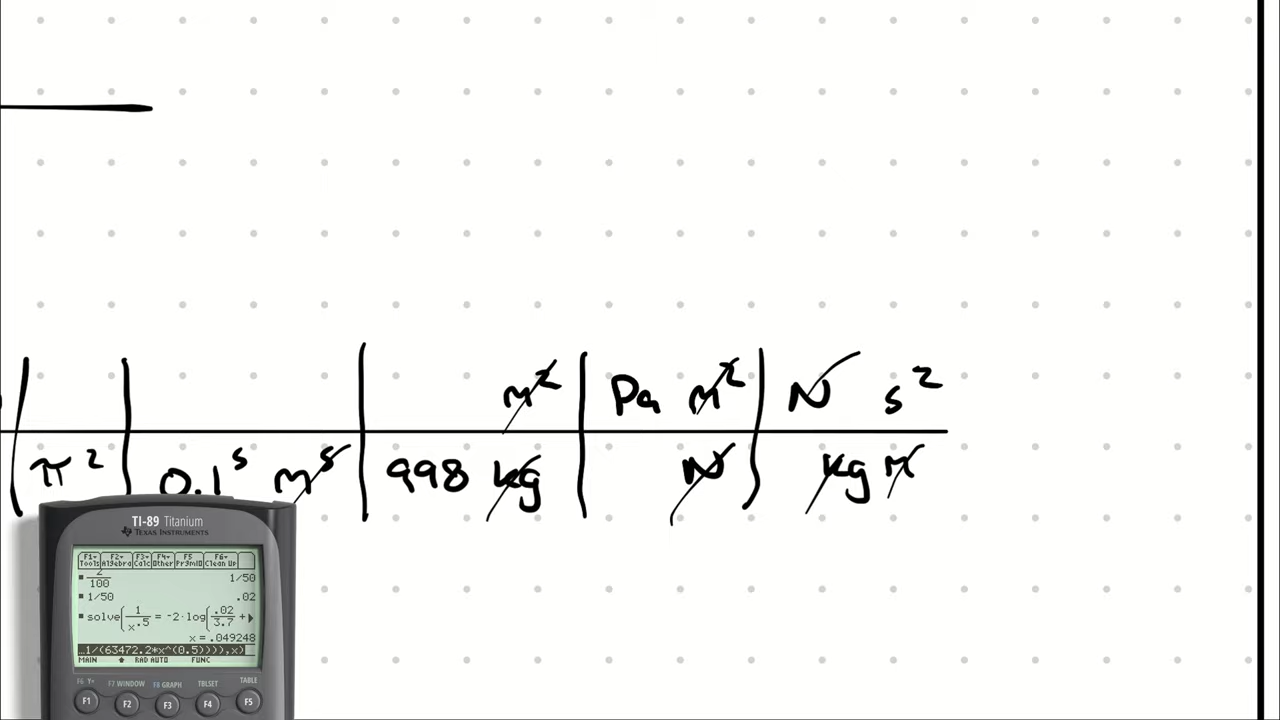 m² | Pa m² | N s²
π² | 0.1⁵ m⁵ | 998 kg | N | kg m
TI-89 Titanium
TEXAS INSTRUMENTS
F1▾ F2▾ F3▾ F4▾ F5 F6▾
Tools Algebra Calc Other PrgmIO Clean Up
2/100 1/50
1/50 .02
solve(1/x^.5 = -2·log(.02/3.7 + ▶
x = .049248
…1/(63472.2*x^(0.5)))),x)
MAIN RAD AUTO FUNC
F6 Y= F7 WINDOW F8 GRAPH TBLSET TABLE
F1 F2 F3 F4 F5